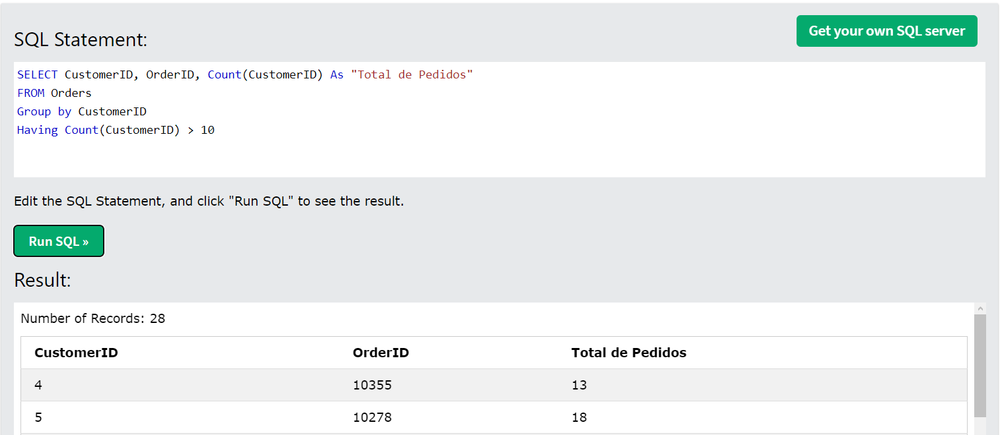 SQL Statement:
Get your own SQL server
SELECT CustomerID, OrderID, Count(CustomerID) As "Total de Pedidos"
FROM Orders
Group by CustomerID
Having Count(CustomerID) > 10
Edit the SQL Statement, and click "Run SQL" to see the result.
Run SQL »
Result:
Number of Records: 28
CustomerID OrderID Total de Pedidos
4 10355 13
5 10278 18